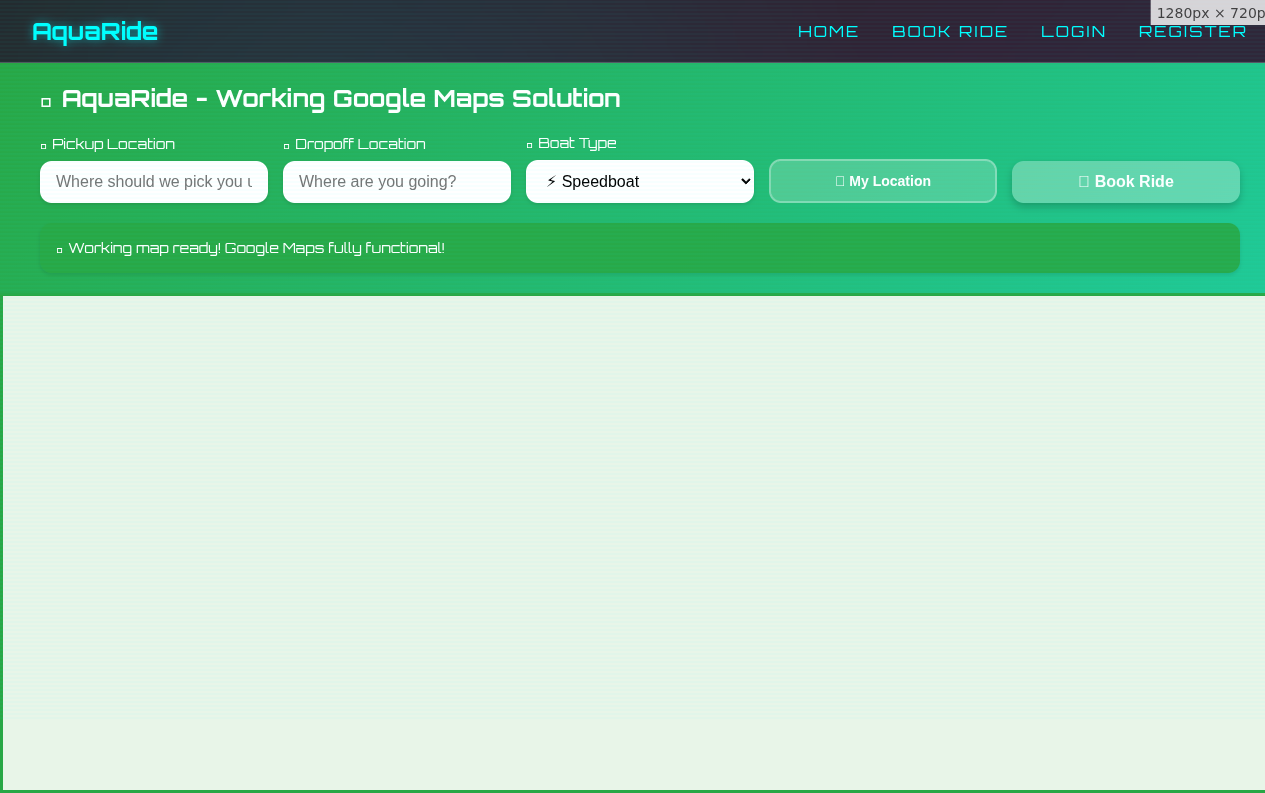 AquaRide
HOME BOOK RIDE LOGIN REGISTER
1280px × 720p
AquaRide - Working Google Maps Solution
Pickup Location
Dropoff Location
Boat Type
Where should we pick you u
Where are you going?
⚡ Speedboat
My Location
Book Ride
Working map ready! Google Maps fully functional!